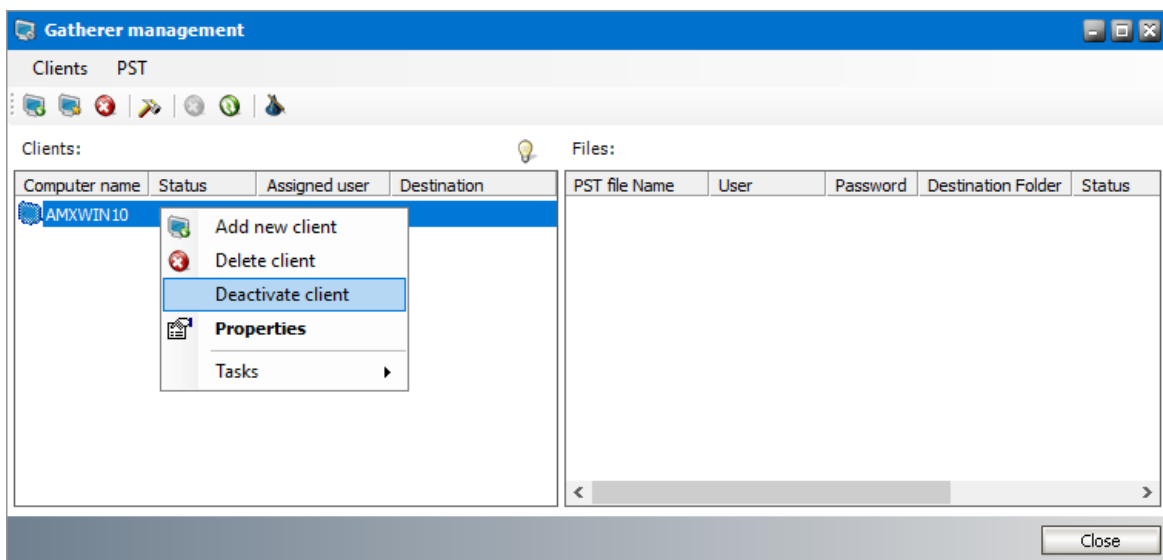 Gatherer management
Clients PST
Clients: Files:
Computer name Status Assigned user Destination PST file Name User Password Destination Folder Status
AMXWIN10
Add new client
Delete client
Deactivate client
Properties
Tasks
Close